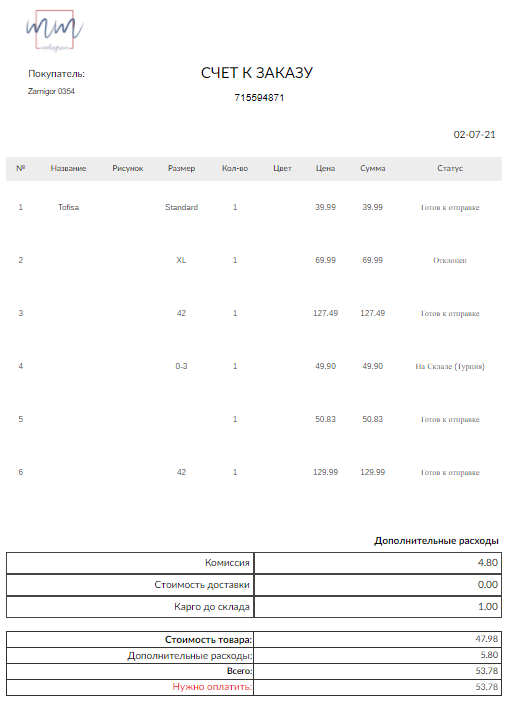 mm
Покупатель:
СЧЕТ К ЗАКАЗУ
Zarnigor 0354
715594871
02-07-21
№ Название Рисунок Размер Кол-во Цвет Цена Сумма Статус
1 Tofisa Standard 1 39.99 39.99 Готов к отправке
2 XL 1 69.99 69.99 Отклонен
3 42 1 127.49 127.49 Готов к отправке
4 0-3 1 49.90 49.90 На Складе (Турция)
5 1 50.83 50.83 Готов к отправке
6 42 1 129.99 129.99 Готов к отправке
Дополнительные расходы
Комиссия 4.80
Стоимость доставки 0.00
Карго до склада 1.00
Стоимость товара: 47.98
Дополнительные расходы: 5.80
Всего: 53.78
Нужно оплатить: 53.78